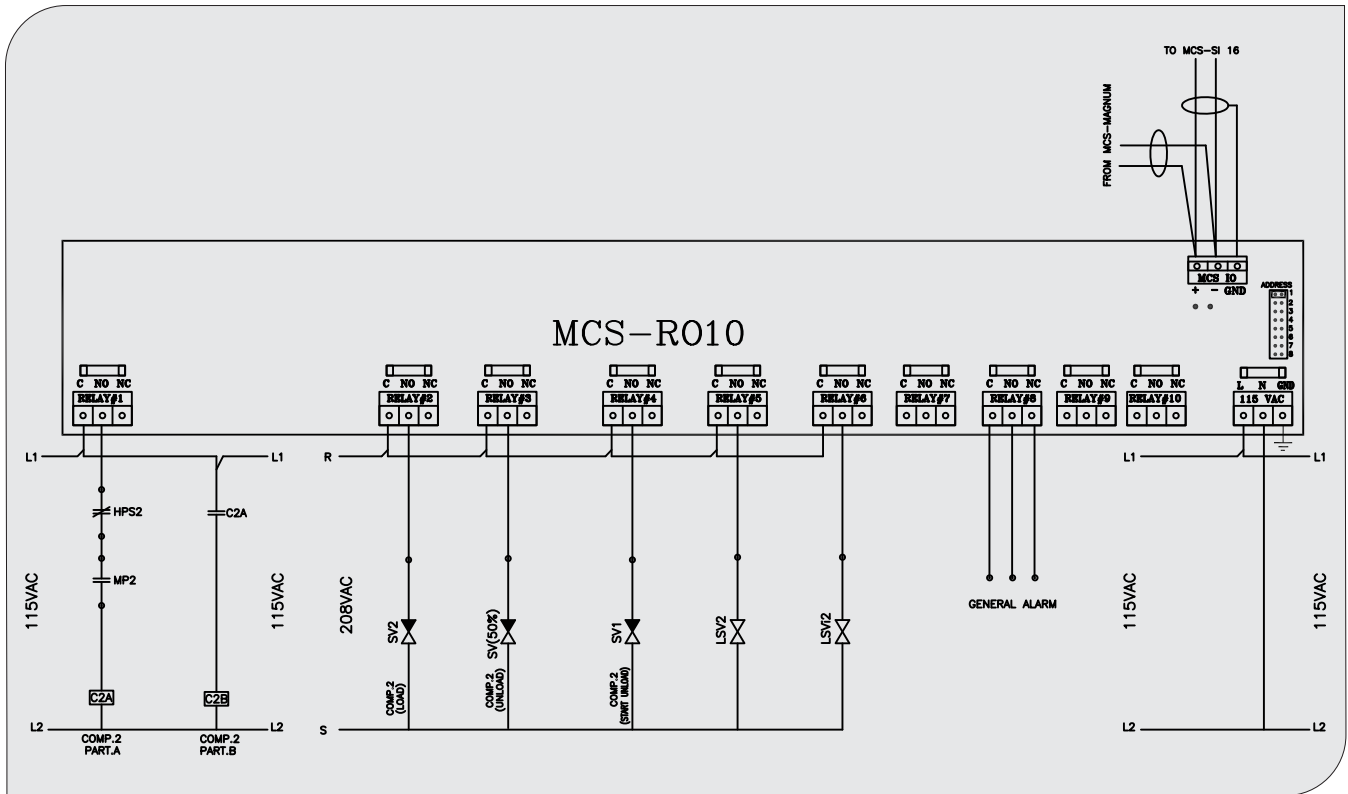 TO MCS-SI 16
FROM MCS-MAGNUM
MCS IO
+ - GND
ADDRESS
1
2
3
4
5
6
7
8
MCS-RO10
C NO NC
RELAY#1
C NO NC
RELAY#2
C NO NC
RELAY#3
C NO NC
RELAY#4
C NO NC
RELAY#5
C NO NC
RELAY#6
C NO NC
RELAY#7
C NO NC
RELAY#8
C NO NC
RELAY#9
C NO NC
RELAY#10
L N GND
115 VAC
L1
L1
R
L1
L1
HPS2
C2A
MP2
115VAC
115VAC
208VAC
SV2
SV(50%)
SV1
LSV2
LSVi2
GENERAL ALARM
115VAC
115VAC
COMP.2
(LOAD)
COMP.2
(UNLOAD)
COMP.2
(START UNLOAD)
C2A
C2B
L2
L2
S
L2
L2
COMP.2
PART.A
COMP.2
PART.B